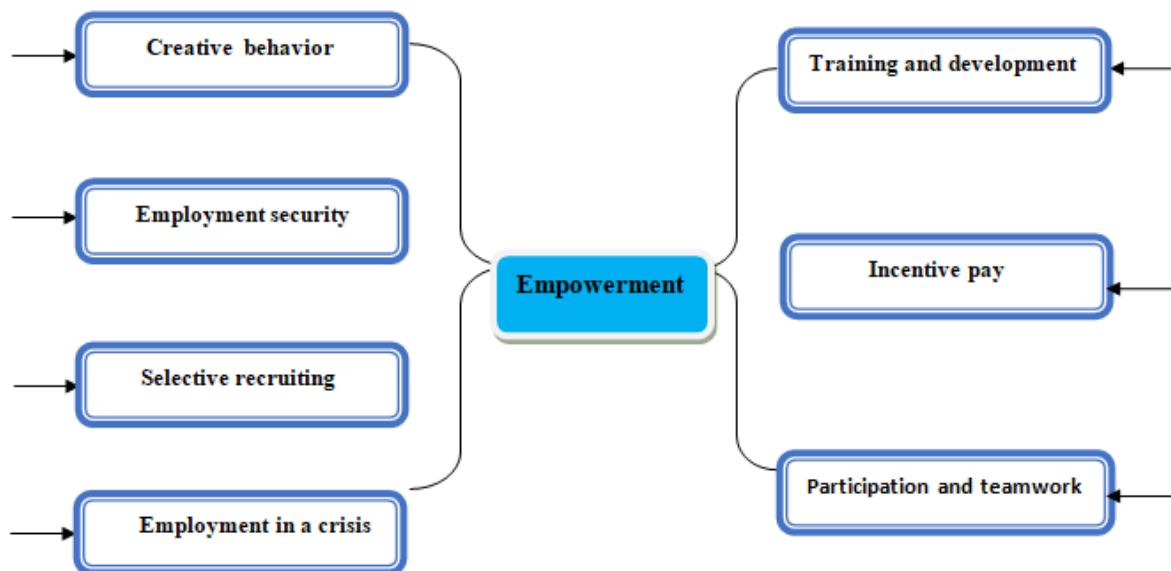 Creative behavior
Employment security
Selective recruiting
Employment in a crisis
Empowerment
Training and development
Incentive pay
Participation and teamwork